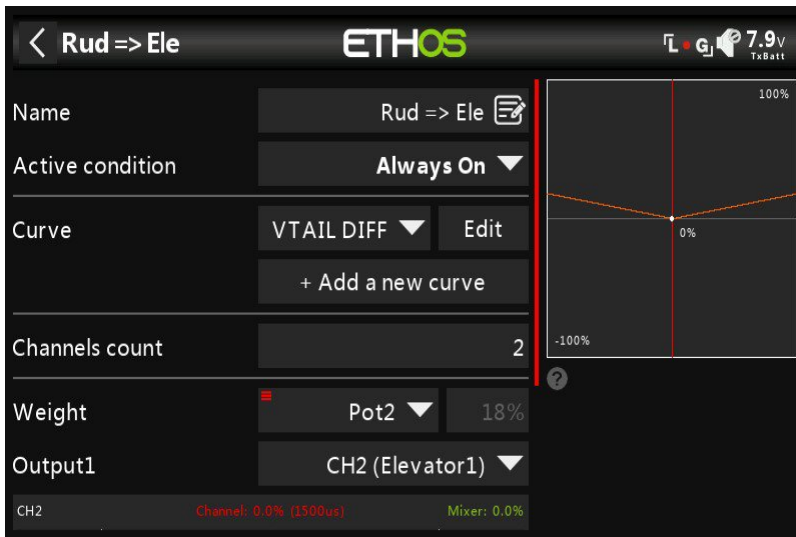 Rud => Ele
ETHOS
L G 7.9V
TxBatt
Name
Rud => Ele
Active condition
Always On
Curve
VTAIL DIFF
Edit
+ Add a new curve
Channels count
2
Weight
Pot2
18%
Output1
CH2 (Elevator1)
CH2
Channel: 0.0% (1500us)
Mixer: 0.0%
100%
0%
-100%
?